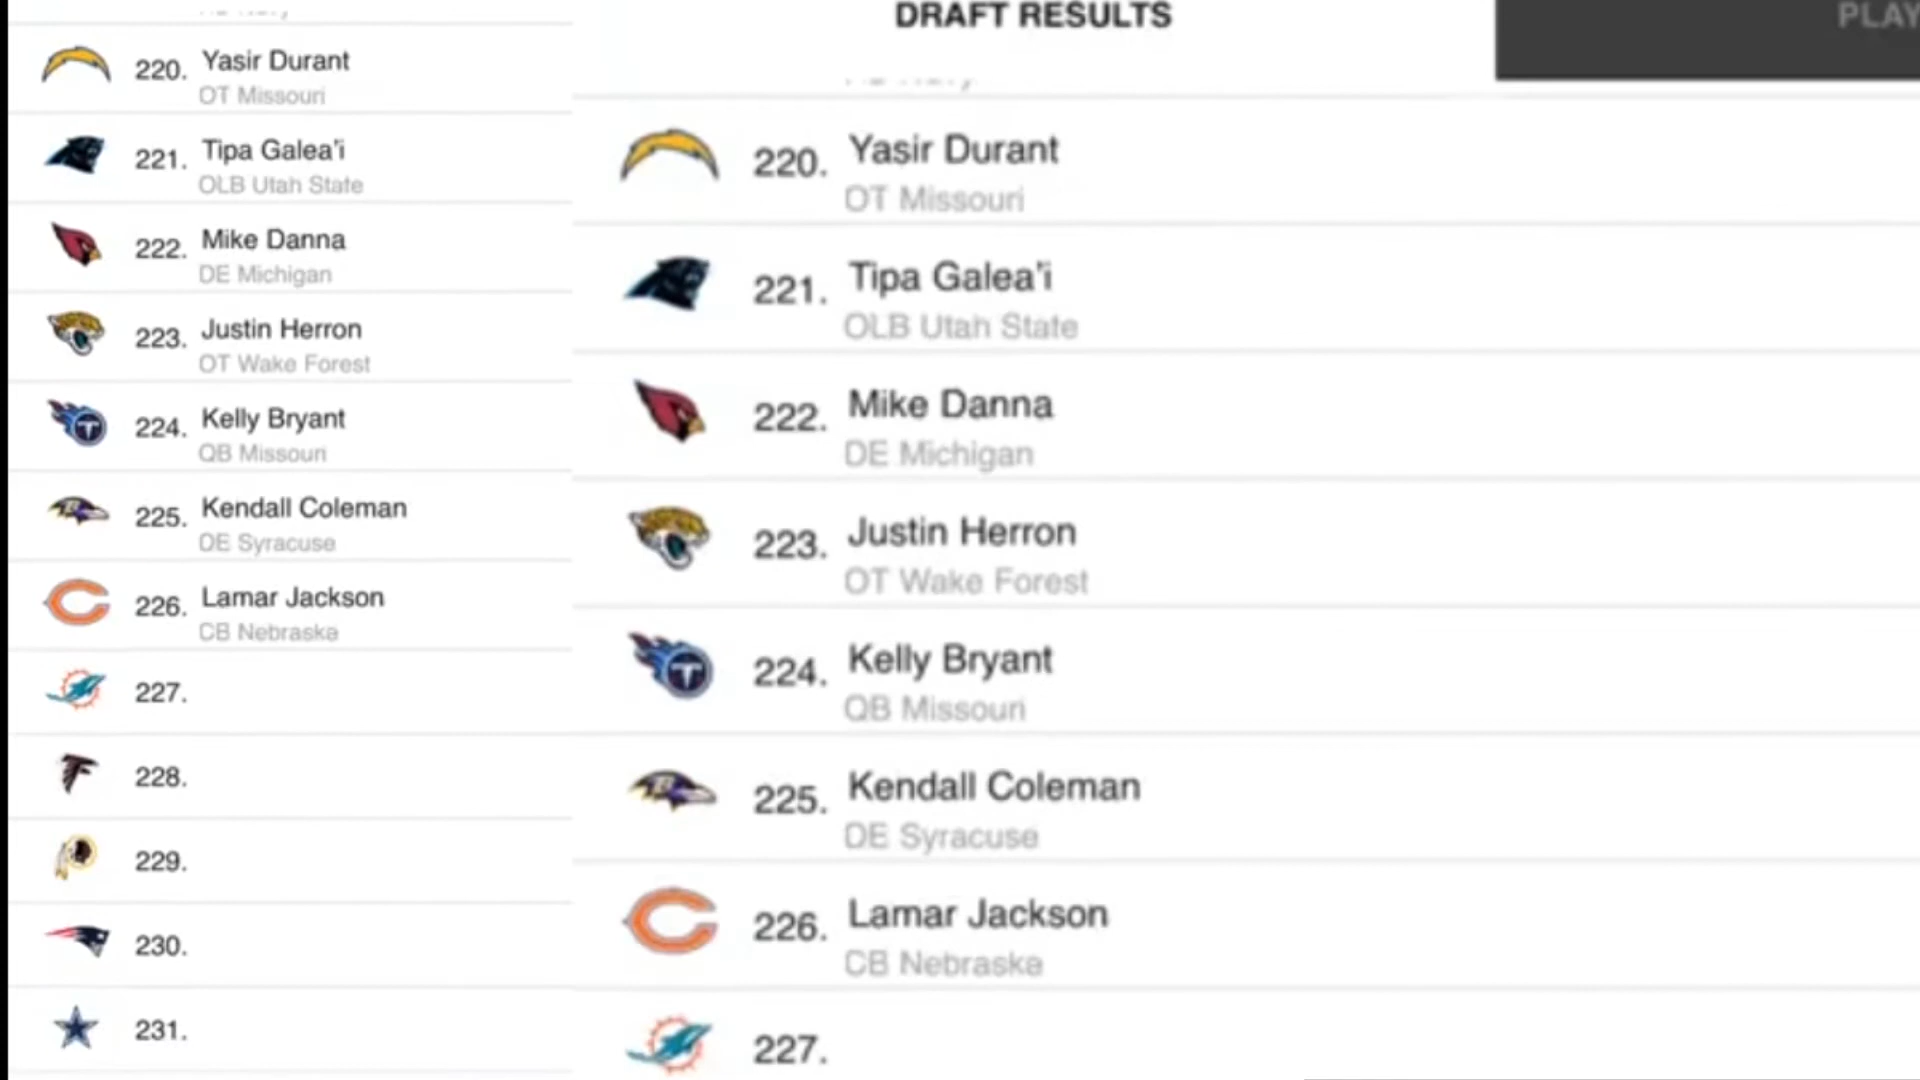 220. Yasir Durant
OT Missouri
221. Tipa Galea'i
OLB Utah State
222. Mike Danna
DE Michigan
223. Justin Herron
OT Wake Forest
224. Kelly Bryant
QB Missouri
225. Kendall Coleman
DE Syracuse
226. Lamar Jackson
CB Nebraska
227.
228.
229.
230.
231.
DRAFT RESULTS
PLAY
220. Yasir Durant
OT Missouri
221. Tipa Galea'i
OLB Utah State
222. Mike Danna
DE Michigan
223. Justin Herron
OT Wake Forest
224. Kelly Bryant
QB Missouri
225. Kendall Coleman
DE Syracuse
226. Lamar Jackson
CB Nebraska
227.